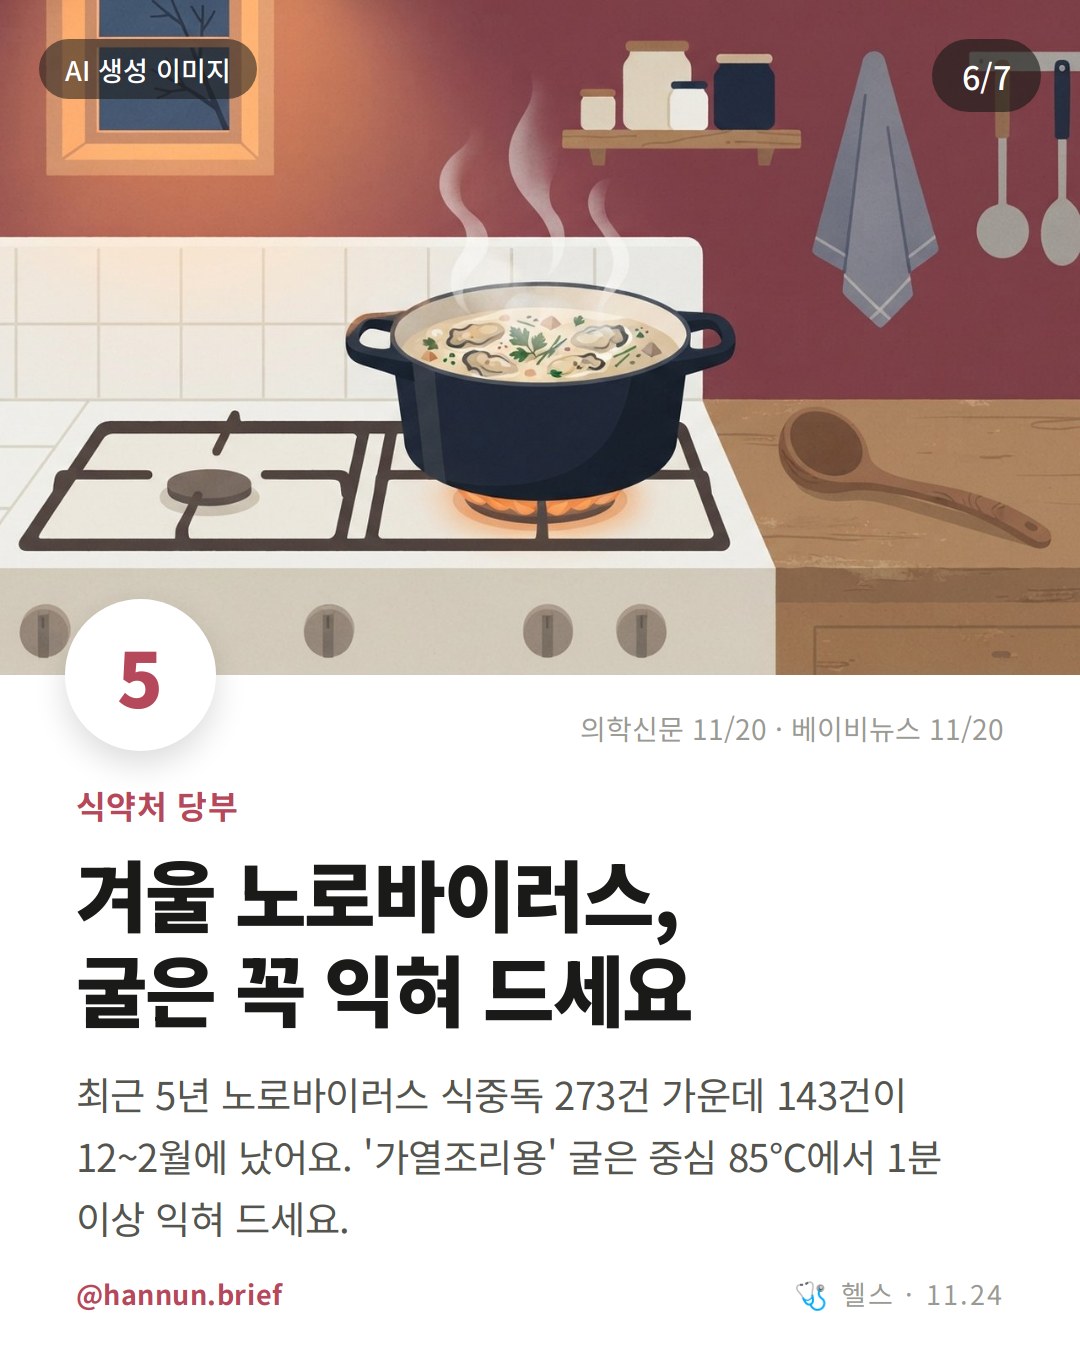 AI 생성 이미지
6/7
5
의학신문 11/20 · 베이비뉴스 11/20
식약처 당부
겨울 노로바이러스,
굴은 꼭 익혀 드세요
최근 5년 노로바이러스 식중독 273건 가운데 143건이
12~2월에 났어요. '가열조리용' 굴은 중심 85°C에서 1분
이상 익혀 드세요.
@hannun.brief
🩺 헬스 · 11.24